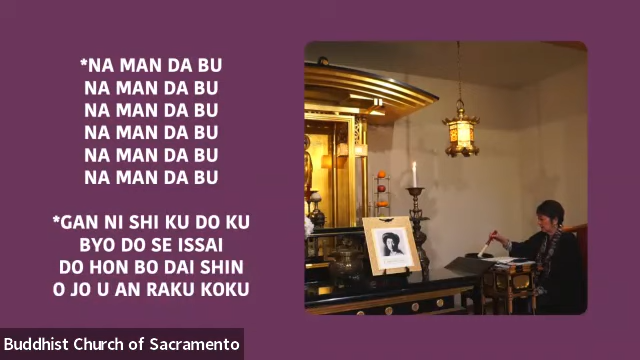 *NA MAN DA BU
NA MAN DA BU
NA MAN DA BU
NA MAN DA BU
NA MAN DA BU
NA MAN DA BU
*GAN NI SHI KU DO KU
BYO DO SE ISSAI
DO HON BO DAI SHIN
O JO U AN RAKU KOKU
Buddhist Church of Sacramento